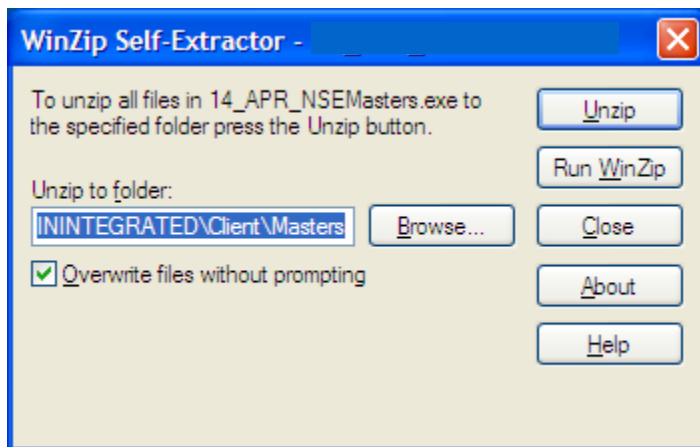 WinZip Self-Extractor -
To unzip all files in 14_APR_NSEMasters.exe to
the specified folder press the Unzip button.
Unzip
Run WinZip
Unzip to folder:
ININTEGRATED\Client\Masters
Browse...
Close
Overwrite files without prompting
About
Help